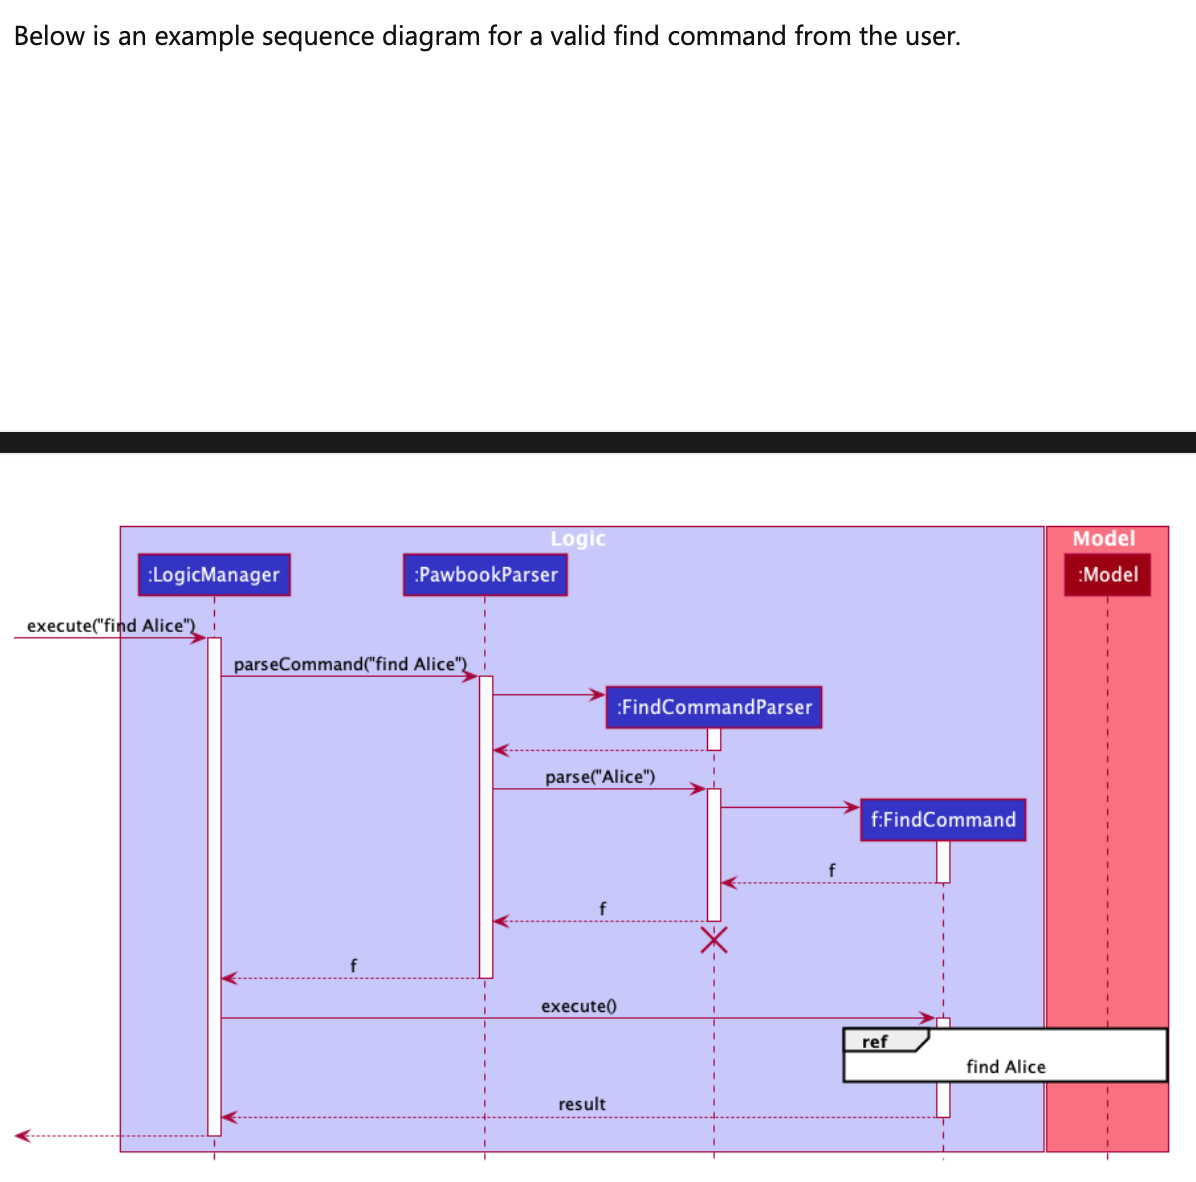 Below is an example sequence diagram for a valid find command from the user.
Logic
Model
:LogicManager
:PawbookParser
:Model
execute("find Alice")
parseCommand("find Alice")
:FindCommandParser
parse("Alice")
f:FindCommand
f
f
f
execute()
ref
find Alice
result